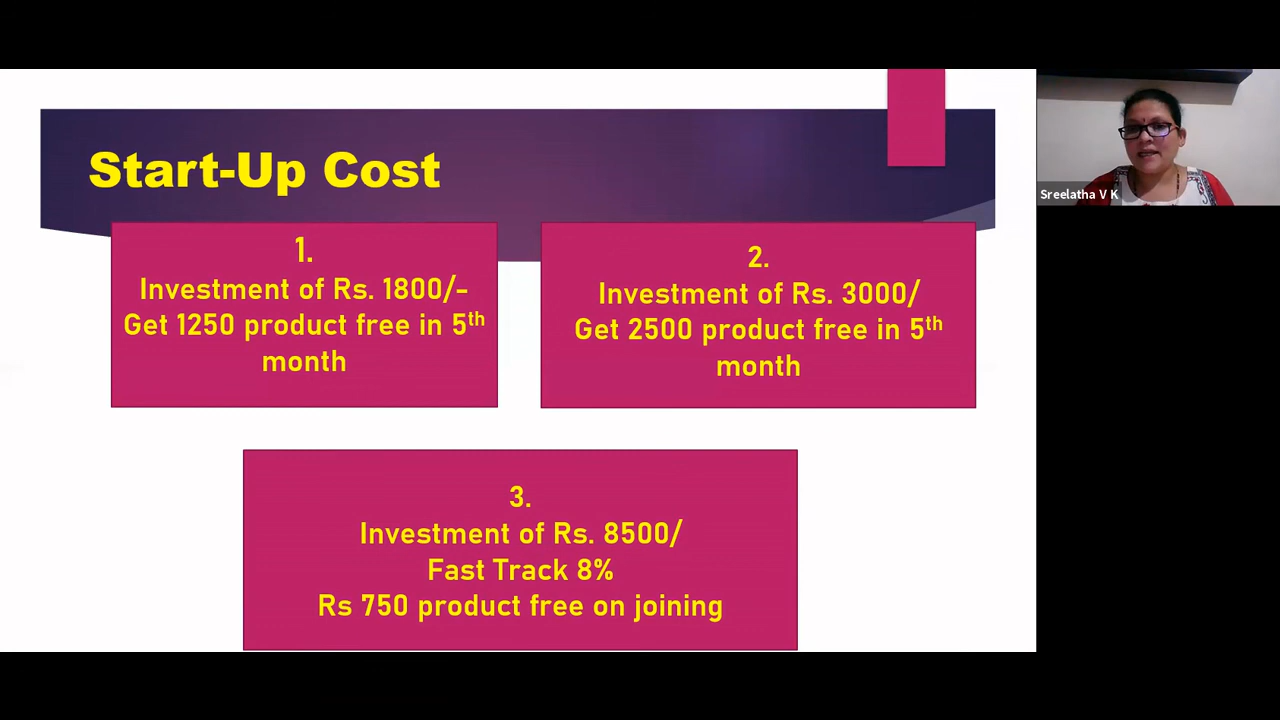 Start-Up Cost
1.
Investment of Rs. 1800/-
Get 1250 product free in 5th
month
2.
Investment of Rs. 3000/
Get 2500 product free in 5th
month
3.
Investment of Rs. 8500/
Fast Track 8%
Rs 750 product free on joining
Sreelatha V K